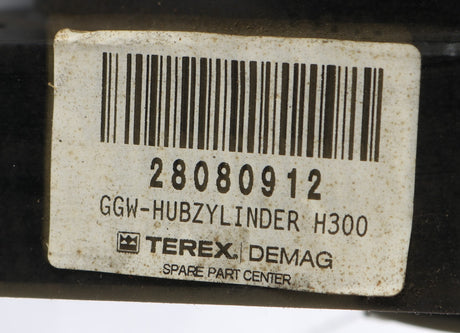 28080912
GGW-HUBZYLINDER H300
TEREX. | DEMAG
SPARE PART CENTER